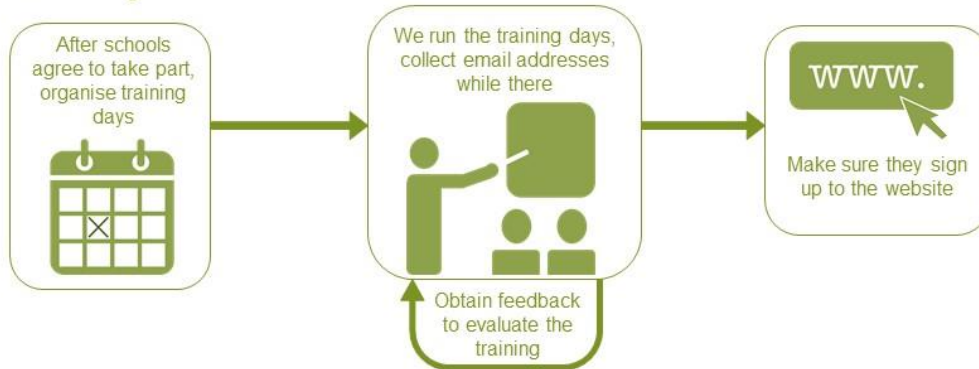 After schools
agree to take part,
organise training
days
We run the training days,
collect email addresses
while there
Obtain feedback
to evaluate the
training
www.
Make sure they sign
up to the website